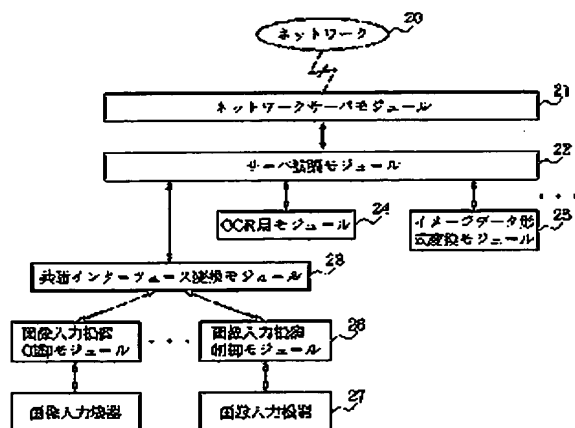 ネットワーク
20
ネットワークサーバモジュール
21
サーバ拡張モジュール
22
OCR用モジュール
24
イメージデータ形
式変換モジュール
25
共通インターフェース変換モジュール
23
画像入力機器
制御モジュール
画像入力機器
制御モジュール
26
画像入力機器
画像入力機器
27